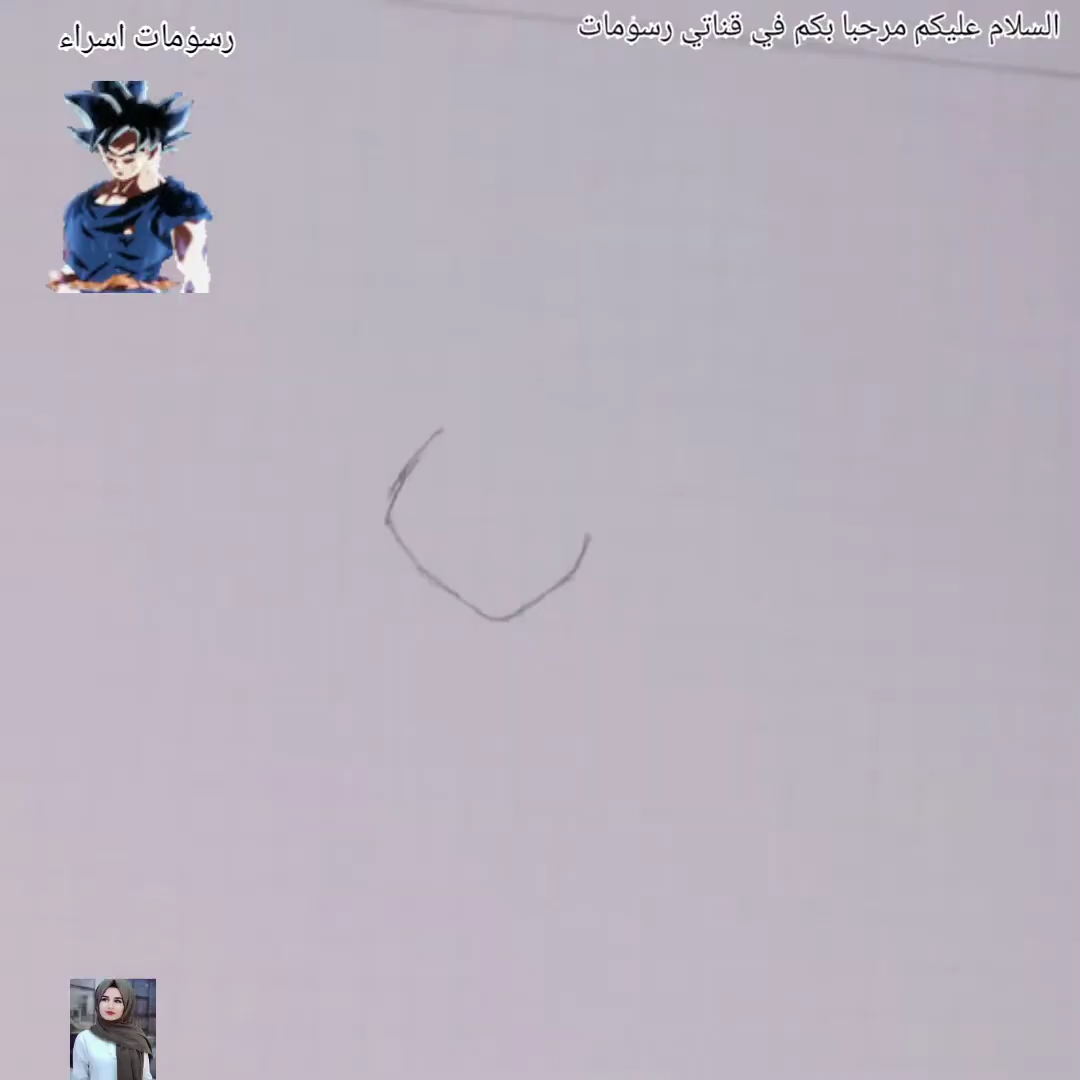 السلام عليكم مرحبا بكم في قناتي رسومات
رسومات اسراء